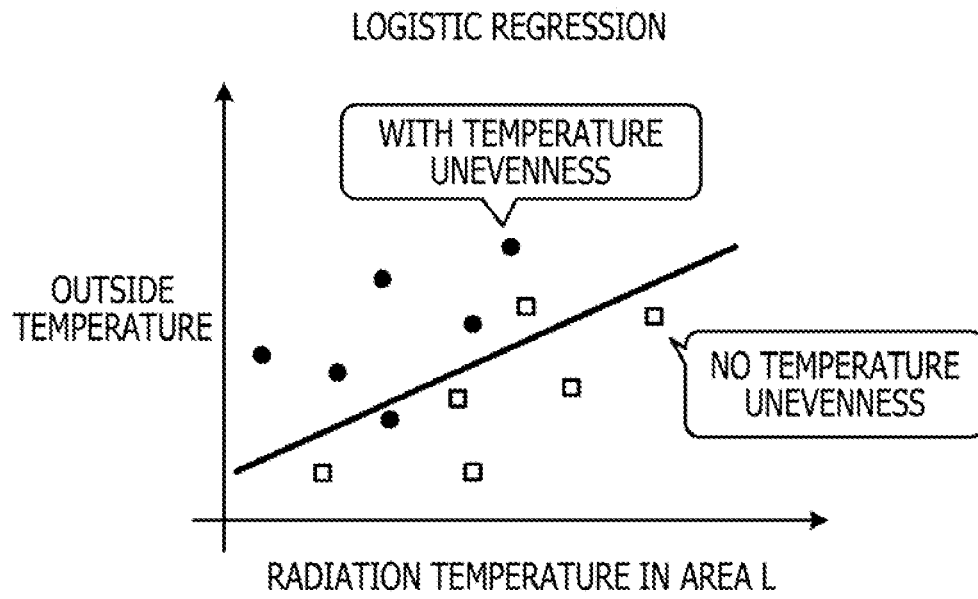 LOGISTIC REGRESSION
WITH TEMPERATURE
UNEVENNESS
OUTSIDE
TEMPERATURE
NO TEMPERATURE
UNEVENNESS
RADIATION TEMPERATURE IN AREA L